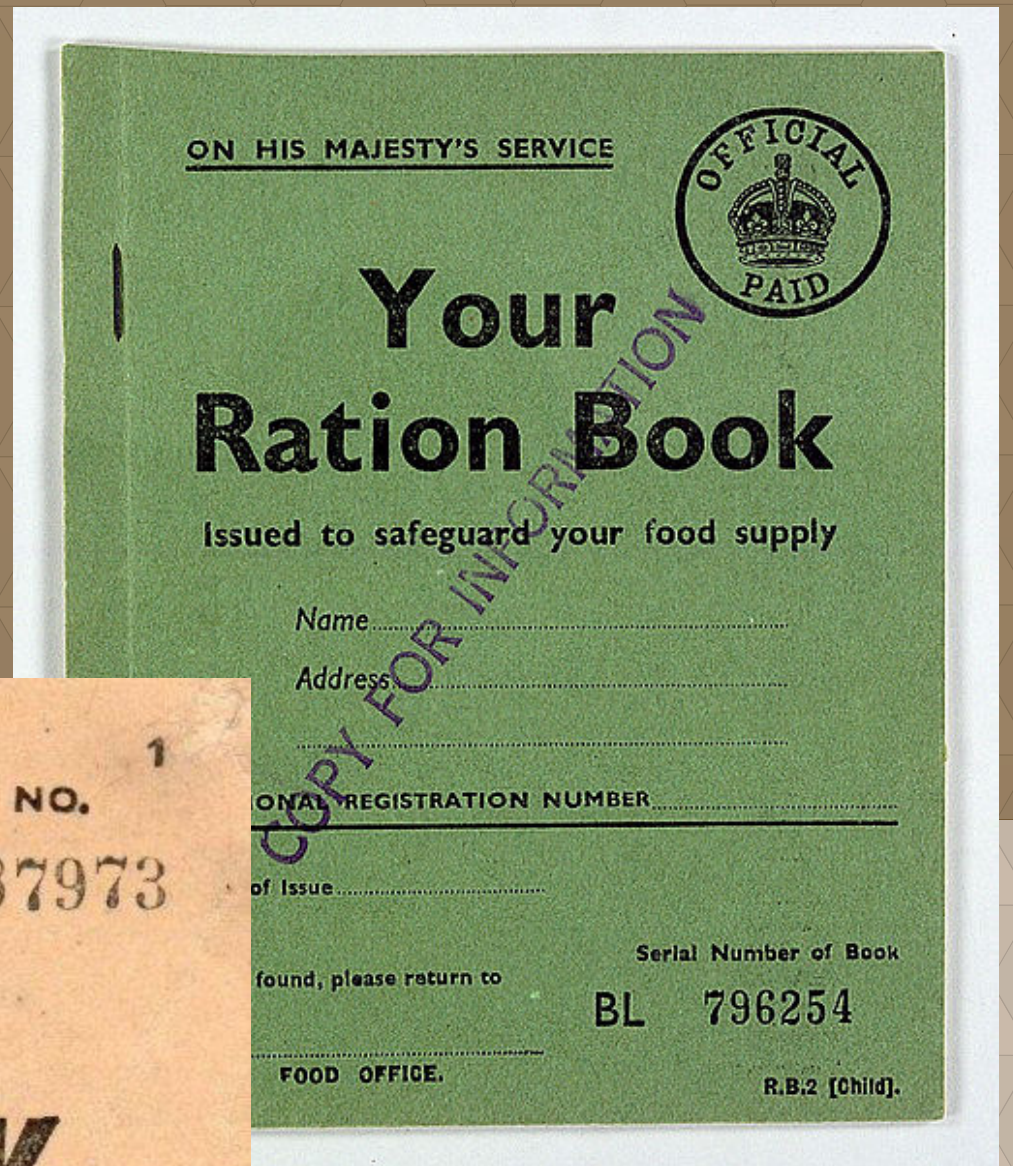 ON HIS MAJESTY'S SERVICE
OFFICIAL
PAID
Your
Ration Book
Issued to safeguard your food supply
Name
Address
COPY FOR INFORMATION
ONAL REGISTRATION NUMBER
of Issue
Serial Number of Book
found, please return to
BL 796254
FOOD OFFICE.
R.B.2 [Child].
1
NO.
37973